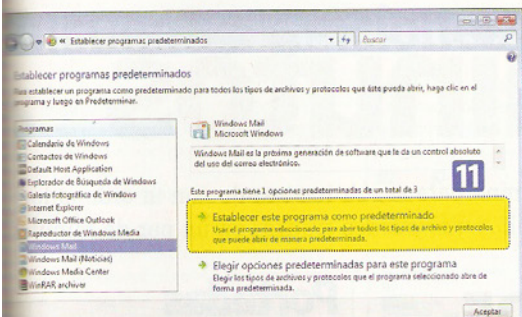 Establecer programas predeterminados
Buscar
Establecer programas predeterminados
Para establecer un programa como predeterminado para todos los tipos de archivos y protocolos que éste pueda abrir, haga clic en el
programa y luego en Predeterminar.
Programas
Calendario de Windows
Contactos de Windows
Default Host Application
Explorador de Búsqueda de Windows
Galería fotográfica de Windows
Internet Explorer
Microsoft Office Outlook
Reproductor de Windows Media
Windows Mail
Windows Mail (Noticias)
Windows Media Center
WinRAR archiver
Windows Mail
Microsoft Windows
Windows Mail es la próxima generación de software que le da un control absoluto
del uso del correo electrónico.
11
Este programa tiene 1 opciones predeterminadas de un total de 3
Establecer este programa como predeterminado
Usar el programa seleccionado para abrir todos los tipos de archivo y protocolos
que puede abrir de manera predeterminada.
Elegir opciones predeterminadas para este programa
Elegir los tipos de archivos y protocolos que el programa seleccionado abre de
forma predeterminada.
Aceptar